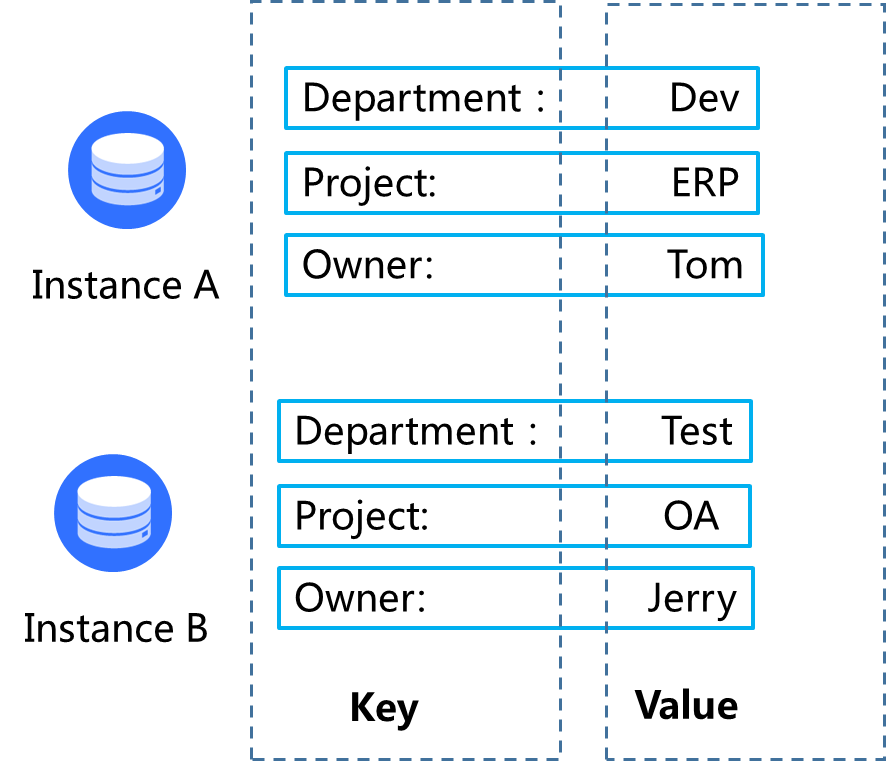 Department : Dev
Project: ERP
Owner: Tom
Instance A
Department : Test
Project: OA
Owner: Jerry
Instance B
Key Value